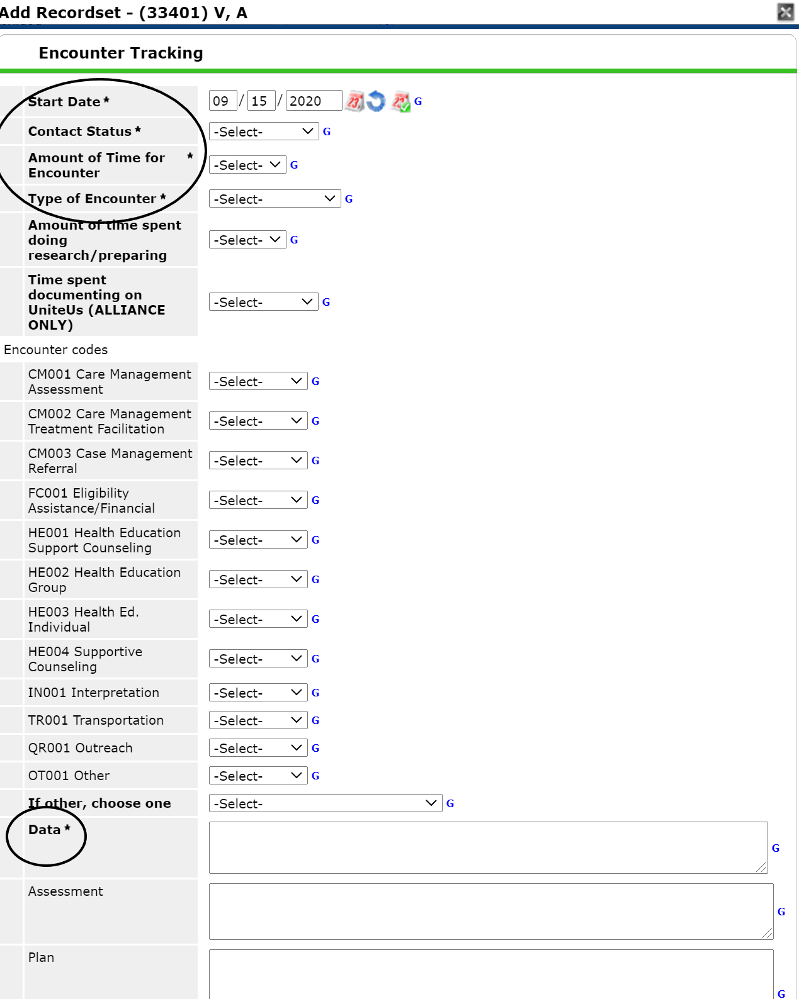 Add Recordset - (33401) V, A
Encounter Tracking
Start Date * 09 / 15 / 2020 23 23 G
Contact Status * -Select- G
Amount of Time for *
Encounter -Select- G
Type of Encounter * -Select- G
Amount of time spent
doing -Select- G
research/preparing
Time spent
documenting on
UniteUs (ALLIANCE -Select- G
ONLY)
Encounter codes
CM001 Care Management
Assessment -Select- G
CM002 Care Management
Treatment Facilitation -Select- G
CM003 Case Management
Referral -Select- G
FC001 Eligibility
Assistance/Financial -Select- G
HE001 Health Education
Support Counseling -Select- G
HE002 Health Education
Group -Select- G
HE003 Health Ed.
Individual -Select- G
HE004 Supportive
Counseling -Select- G
IN001 Interpretation -Select- G
TR001 Transportation -Select- G
QR001 Outreach -Select- G
OT001 Other -Select- G
If other, choose one -Select- G
Data *
G
Assessment
G
Plan
G